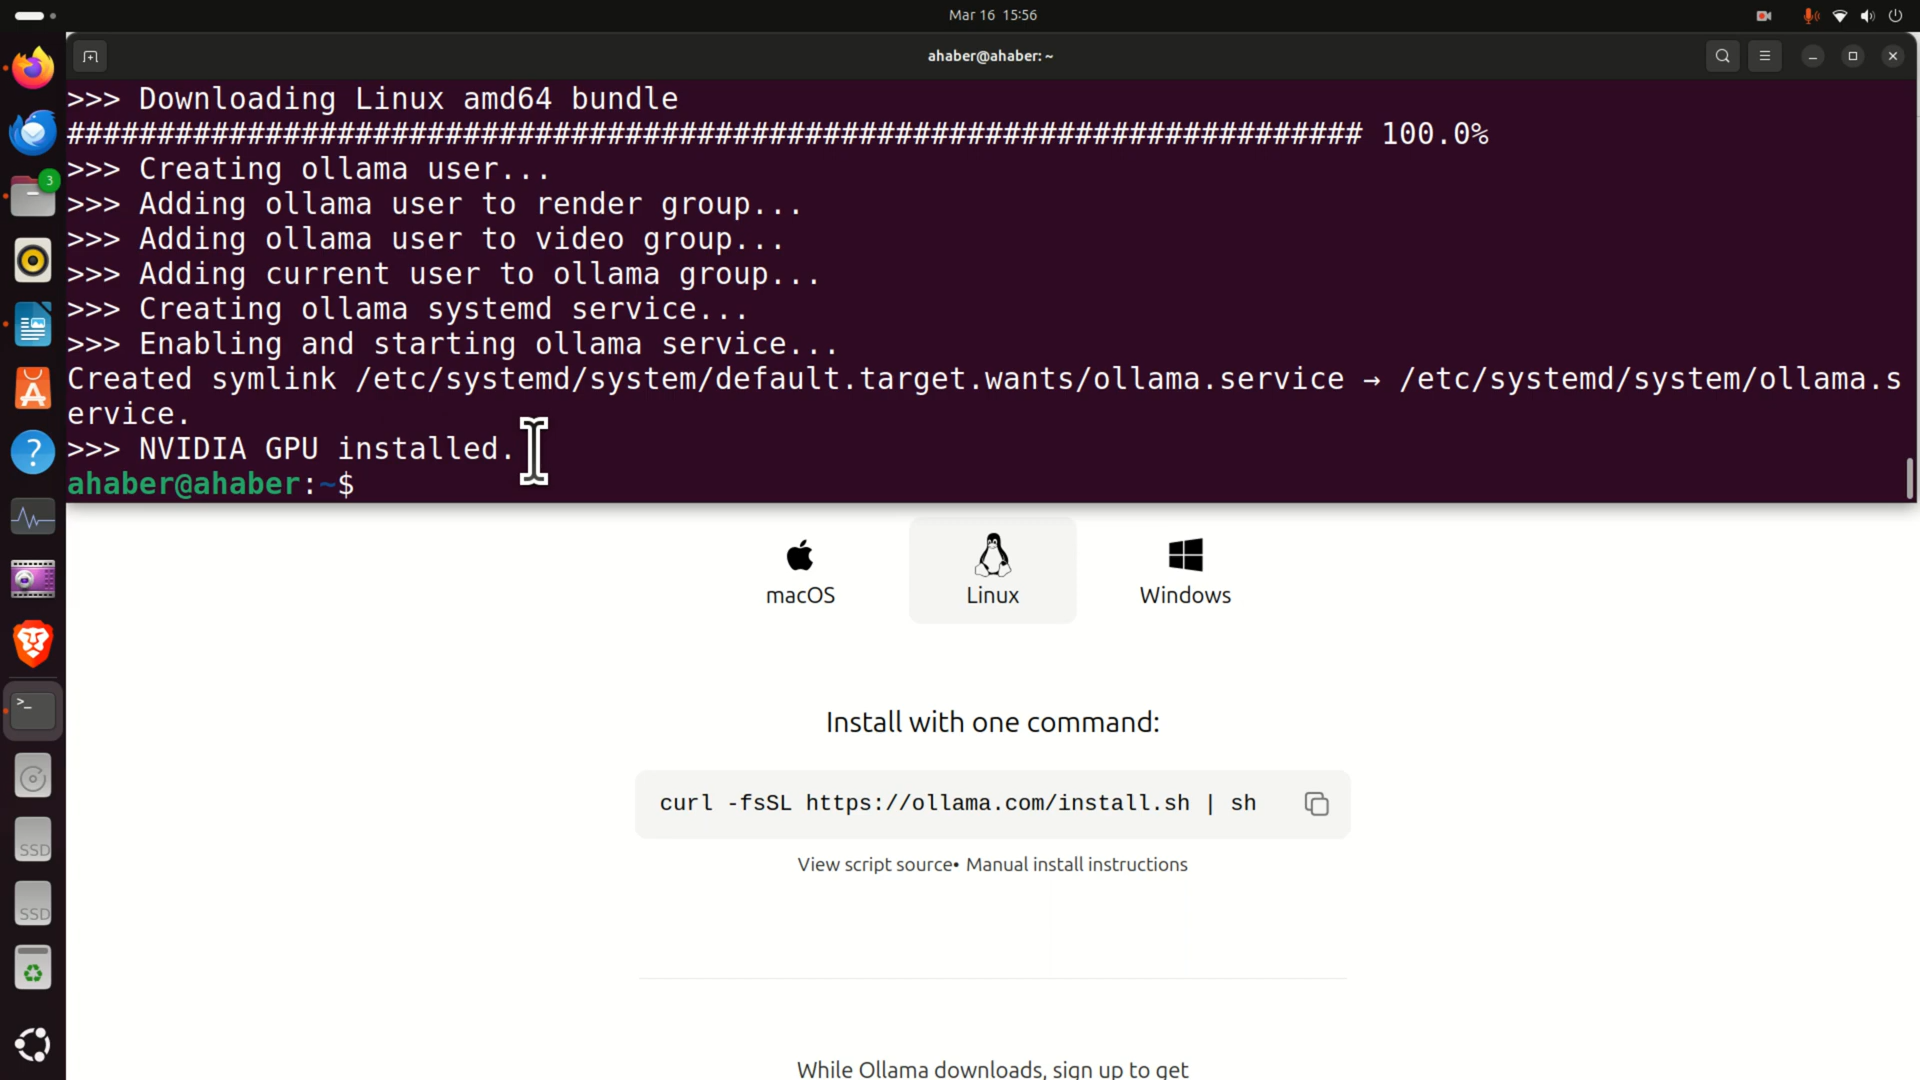 Mar 16 15:56
ahaber@ahaber: ~
>>> Downloading Linux amd64 bundle
######################################################################## 100.0%
>>> Creating ollama user...
>>> Adding ollama user to render group...
>>> Adding ollama user to video group...
>>> Adding current user to ollama group...
>>> Creating ollama systemd service...
>>> Enabling and starting ollama service...
Created symlink /etc/systemd/system/default.target.wants/ollama.service → /etc/systemd/system/ollama.s
ervice.
>>> NVIDIA GPU installed.
ahaber@ahaber:~$
3
macOS
Linux
Windows
Install with one command:
curl -fsSL https://ollama.com/install.sh | sh
View script source• Manual install instructions
While Ollama downloads, sign up to get
SSD
SSD